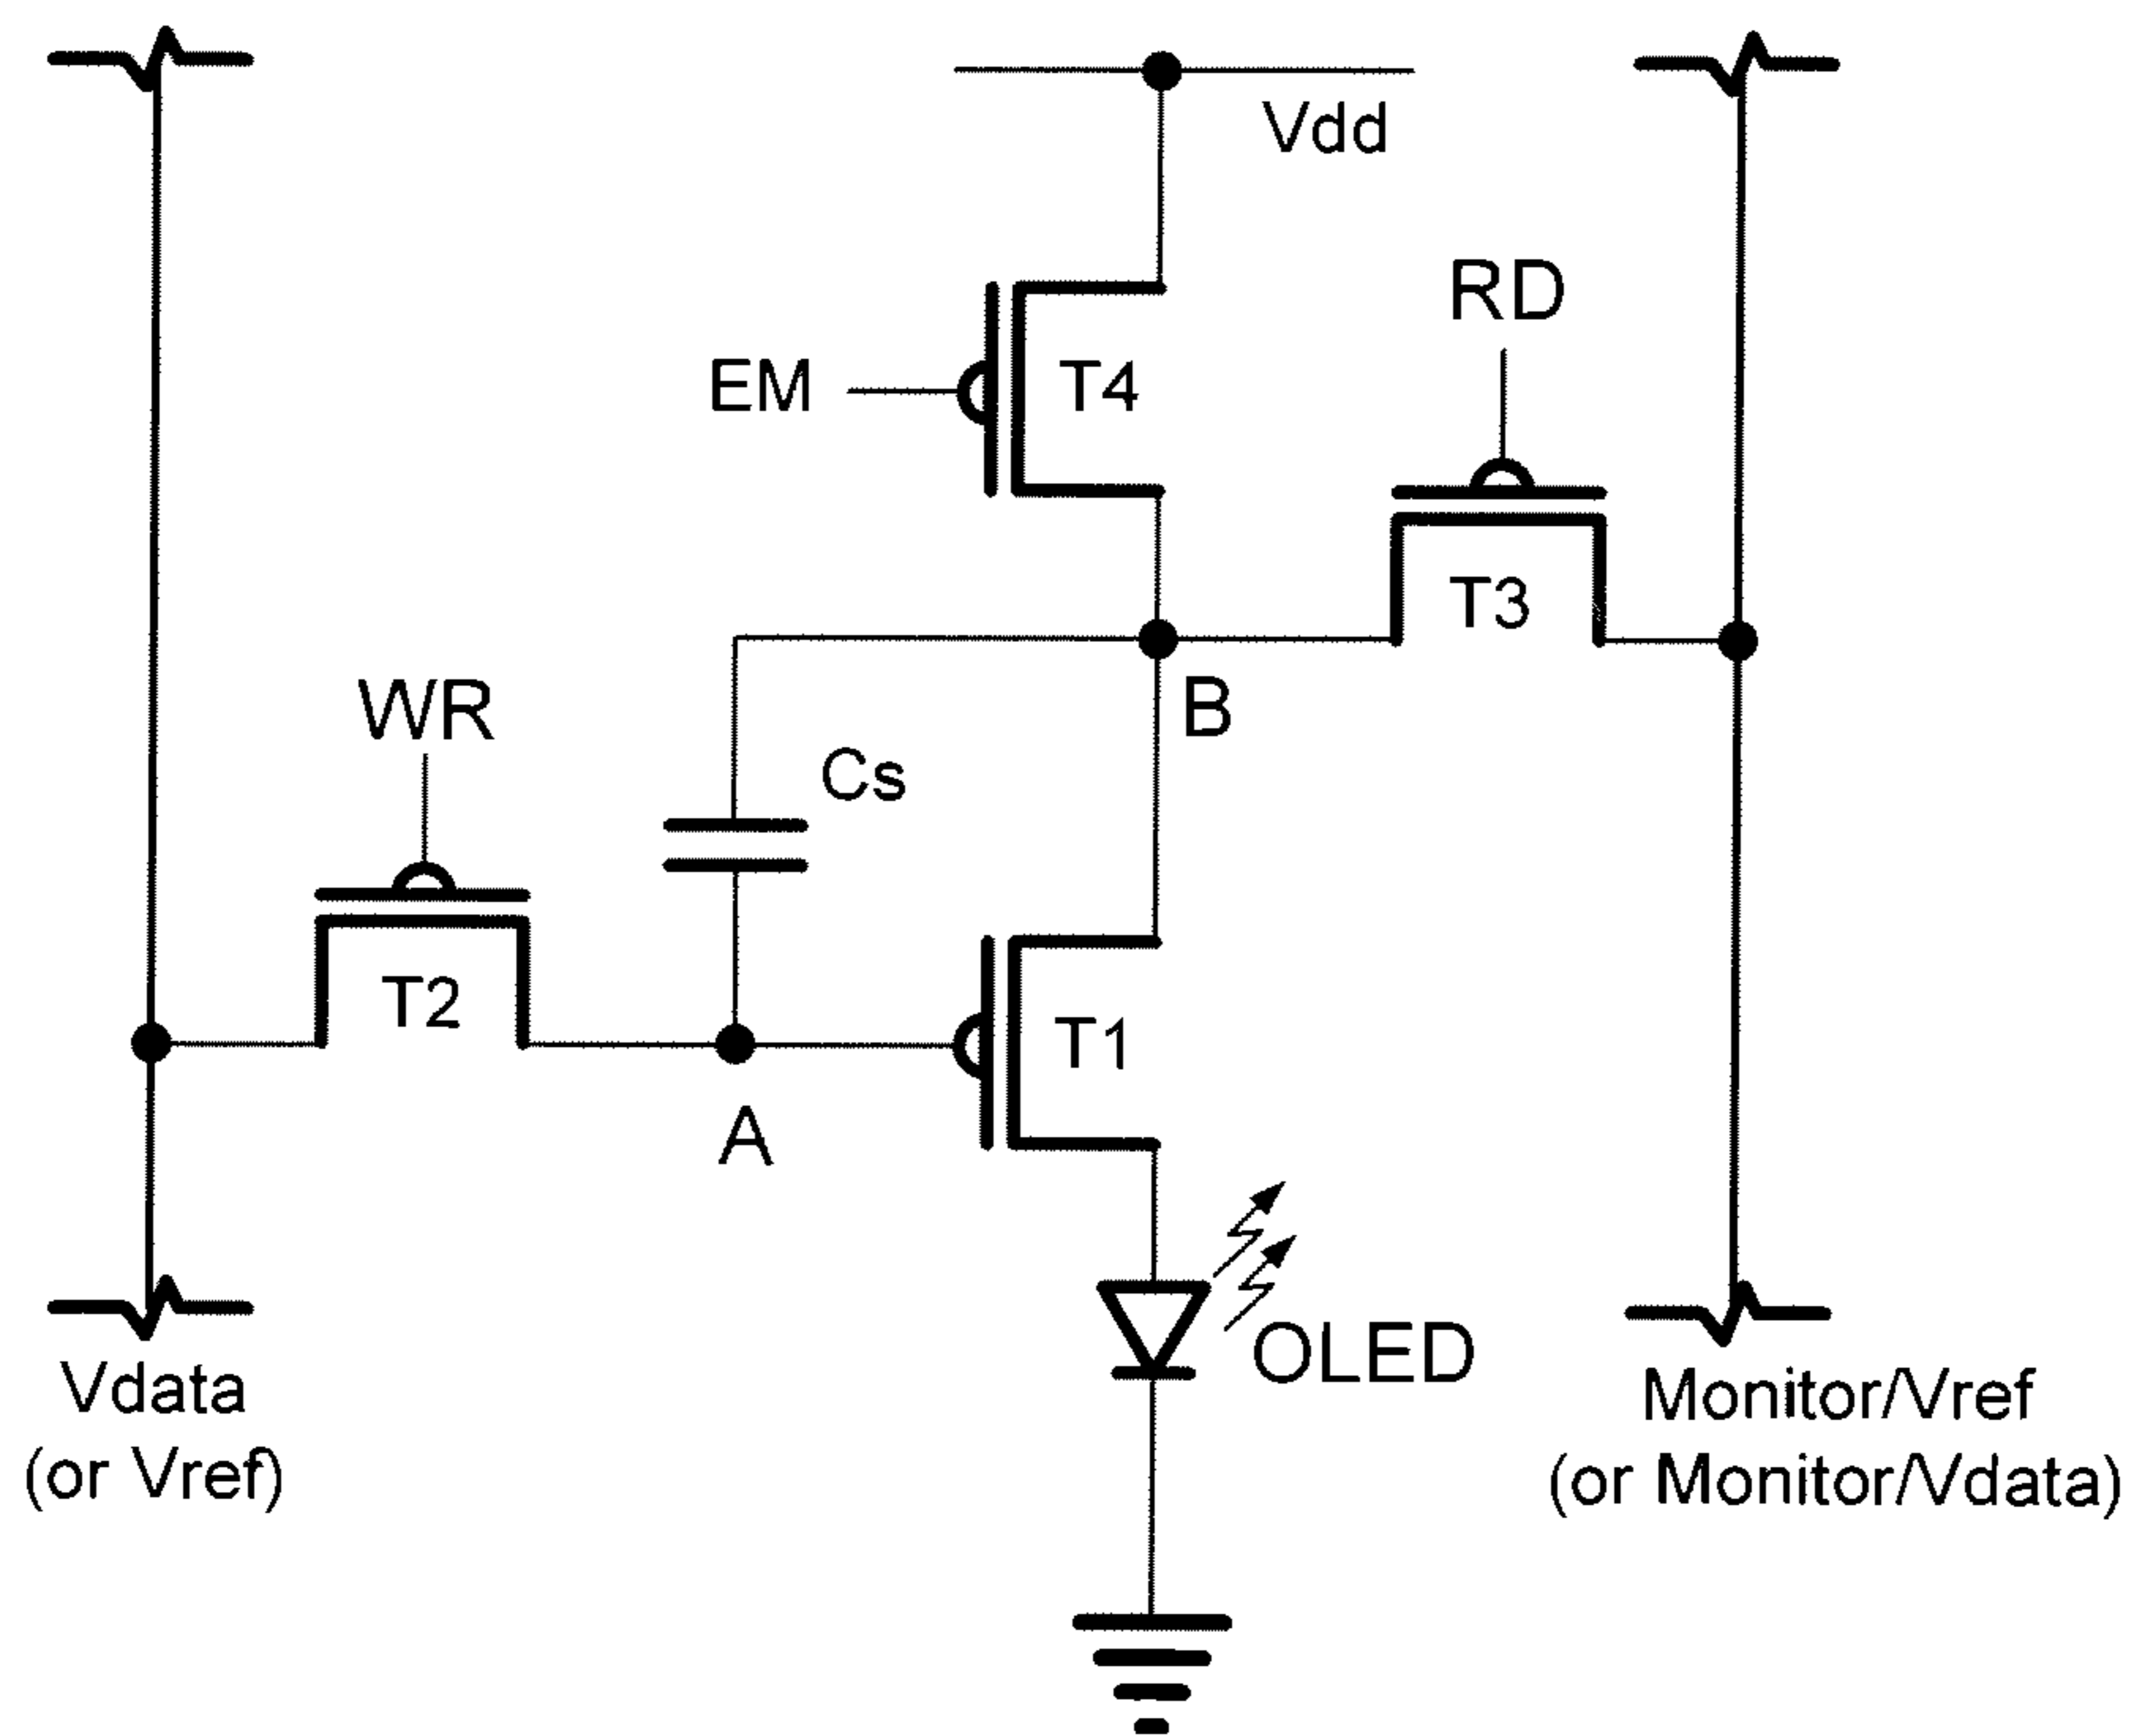 Vdd
RD
EM
T4
T3
WR
B
Cs
T2
T1
A
OLED
Vdata
(or Vref)
Monitor/Vref
(or Monitor/Vdata)